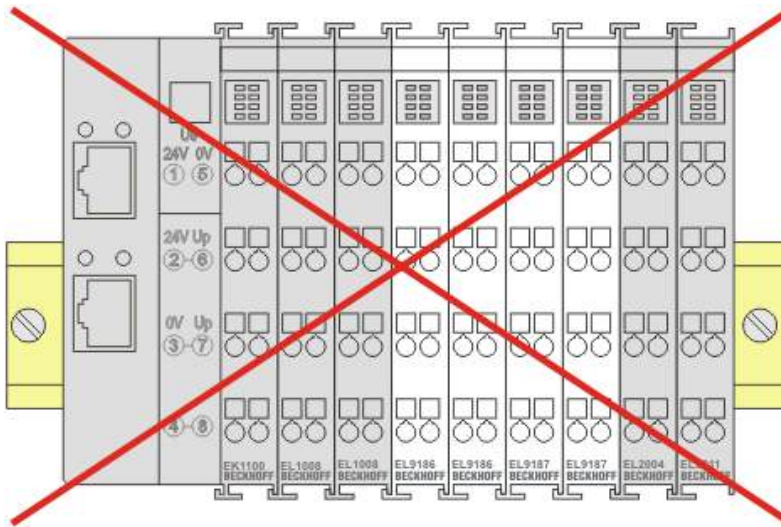 Us
24V 0V
1 5
24V Up
2 6
0V Up
3 7
4 8
EK1100 EL1008 EL1008 EL9186 EL9186 EL9187 EL9187 EL2004
BECKHOFF BECKHOFF BECKHOFF BECKHOFF BECKHOFF BECKHOFF BECKHOFF BECKHOFF BECKHOFF